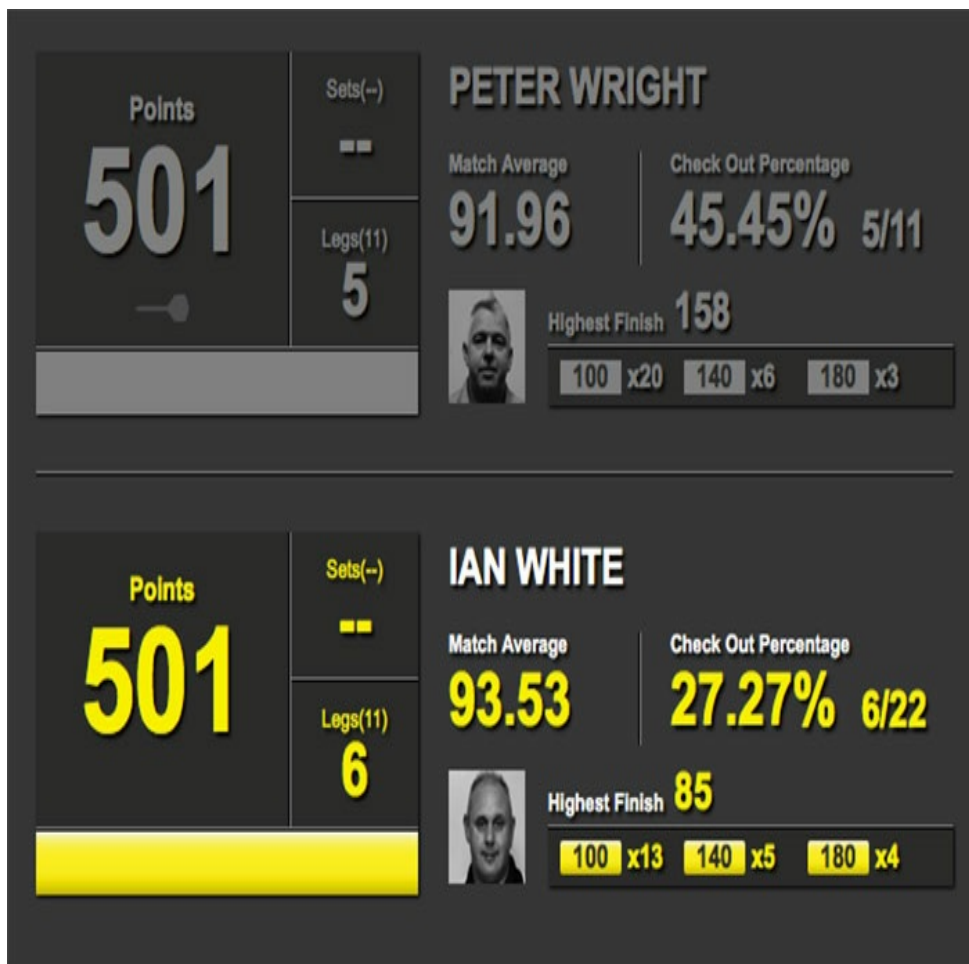 PETER WRIGHT
Points
501
Sets(--)
--
Legs(11)
5
Match Average
91.96
Check Out Percentage
45.45% 5/11
Highest Finish 158
100 x20 140 x6 180 x3
IAN WHITE
Points
501
Sets(--)
--
Legs(11)
6
Match Average
93.53
Check Out Percentage
27.27% 6/22
Highest Finish 85
100 x13 140 x5 180 x4